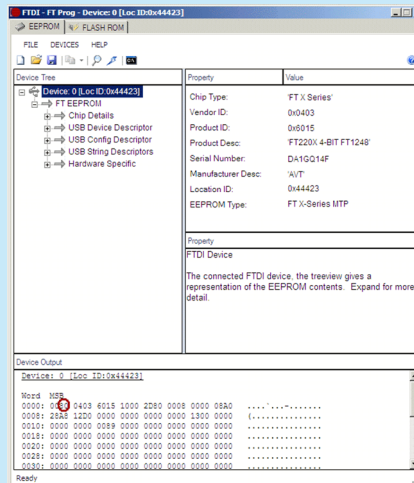 FTDI - FT Prog - Device: 0 [Loc ID:0x44423]
EEPROM FLASH ROM
FILE DEVICES HELP
Device Tree
Device: 0 [Loc ID:0x44423]
FT EEPROM
Chip Details
USB Device Descriptor
USB Config Descriptor
USB String Descriptors
Hardware Specific
Property Value
Chip Type: 'FT X Series'
Vendor ID: 0x0403
Product ID: 0x6015
Product Desc: 'FT220X 4-BIT FT1248'
Serial Number: DA1GQ14F
Manufacturer Desc: 'AVT'
Location ID: 0x44423
EEPROM Type: FT X-Series MTP
Property
FTDI Device
The connected FTDI device, the treeview gives a
representation of the EEPROM contents. Expand for more
detail.
Device Output
Device: 0 [Loc ID:0x44423]
Word MSB
0000: 0403 6015 1000 2D80 0008 0000 08A0 ....`...-.......
0008: 28A8 12D0 0000 0000 0000 0000 1300 0000 (...............
0010: 0000 0000 0089 0000 0000 0000 0000 0000 ................
0018: 0000 0000 0000 0000 0000 0000 0000 0000 ................
0020: 0000 0000 0000 0000 0000 0000 0000 0000 ................
0028: 0000 0000 0000 0000 0000 0000 0000 0000 ................
0030: 0000 0000 0000 0000 0000 0000 0000 0000 ................
Ready